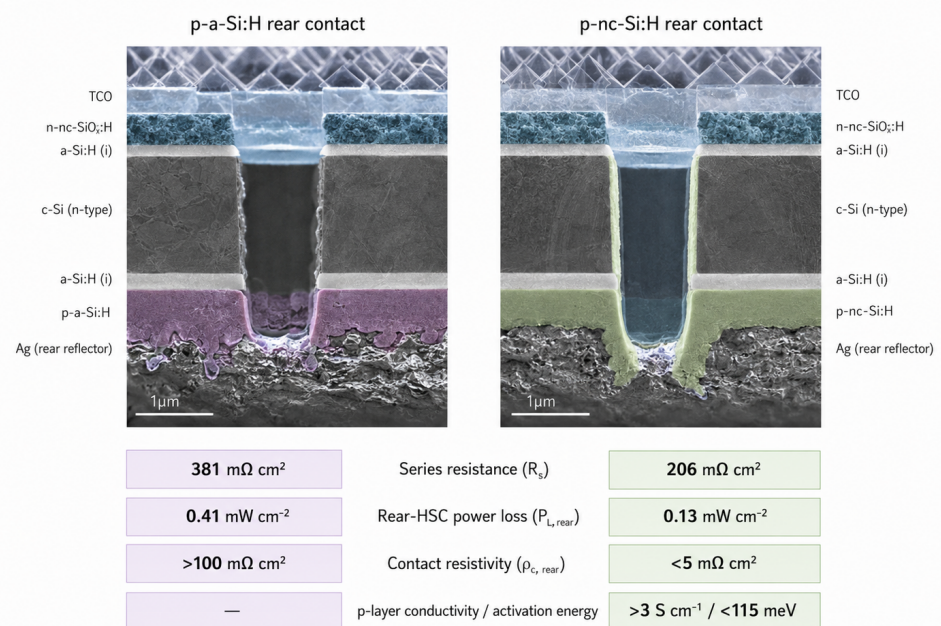 p-a-Si:H rear contact
p-nc-Si:H rear contact
TCO
n-nc-SiOₓ:H
a-Si:H (i)
c-Si (n-type)
a-Si:H (i)
p-a-Si:H
Ag (rear reflector)
1μm
TCO
n-nc-SiOₓ:H
a-Si:H (i)
c-Si (n-type)
a-Si:H (i)
p-nc-Si:H
Ag (rear reflector)
1μm
381 mΩ cm² Series resistance (Rₛ) 206 mΩ cm²
0.41 mW cm⁻² Rear-HSC power loss (P_L, rear) 0.13 mW cm⁻²
>100 mΩ cm² Contact resistivity (ρ_c, rear) <5 mΩ cm²
— p-layer conductivity / activation energy >3 S cm⁻¹ / <115 meV